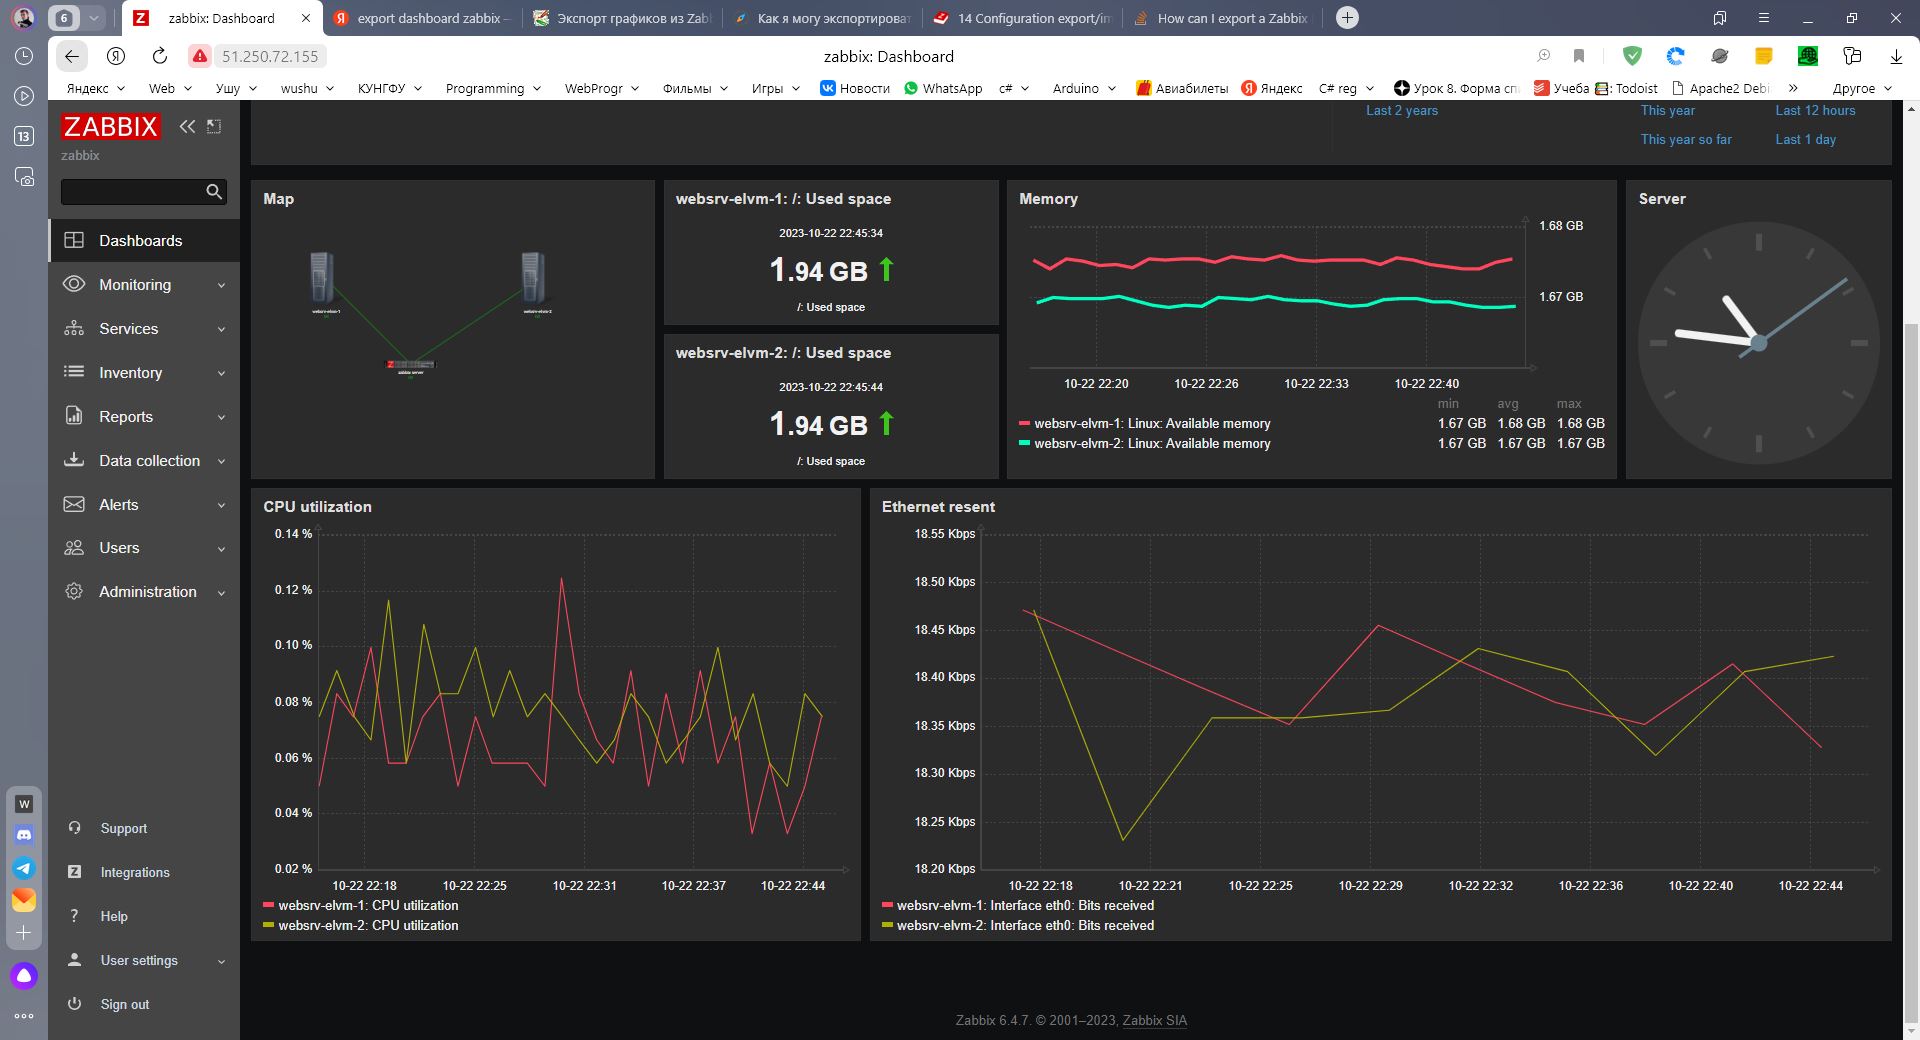 6
zabbix: Dashboard
export dashboard zabbix –
Экспорт графиков из Zabb
Как я могу экспортироват
14 Configuration export/im
How can I export a Zabbix
51.250.72.155
zabbix: Dashboard
Яндекс
Web
Ушу
wushu
КУНГФУ
Programming
WebProgr
Фильмы
Игры
Новости
WhatsApp
c#
Arduino
Авиабилеты
Яндекс
C# reg
Урок 8. Форма сп
Учеба
: Todoist
Apache2 Debi
Другое
13
ZABBIX
zabbix
Dashboards
Monitoring
Services
Inventory
Reports
Data collection
Alerts
Users
Administration
Support
Integrations
Help
User settings
Sign out
W
Last 2 years
This year
Last 12 hours
This year so far
Last 1 day
Map
websrv-elvm-1
websrv-elvm-2
zabbix server
websrv-elvm-1: /: Used space
2023-10-22 22:45:34
1.94 GB
/: Used space
websrv-elvm-2: /: Used space
2023-10-22 22:45:44
1.94 GB
/: Used space
Memory
1.68 GB
1.67 GB
10-22 22:20
10-22 22:26
10-22 22:33
10-22 22:40
min avg max
websrv-elvm-1: Linux: Available memory 1.67 GB 1.68 GB 1.68 GB
websrv-elvm-2: Linux: Available memory 1.67 GB 1.67 GB 1.67 GB
Server
CPU utilization
0.14 %
0.12 %
0.10 %
0.08 %
0.06 %
0.04 %
0.02 %
10-22 22:18
10-22 22:25
10-22 22:31
10-22 22:37
10-22 22:44
websrv-elvm-1: CPU utilization
websrv-elvm-2: CPU utilization
Ethernet resent
18.55 Kbps
18.50 Kbps
18.45 Kbps
18.40 Kbps
18.35 Kbps
18.30 Kbps
18.25 Kbps
18.20 Kbps
10-22 22:18
10-22 22:21
10-22 22:25
10-22 22:29
10-22 22:32
10-22 22:36
10-22 22:40
10-22 22:44
websrv-elvm-1: Interface eth0: Bits received
websrv-elvm-2: Interface eth0: Bits received
Zabbix 6.4.7. © 2001–2023, Zabbix SIA